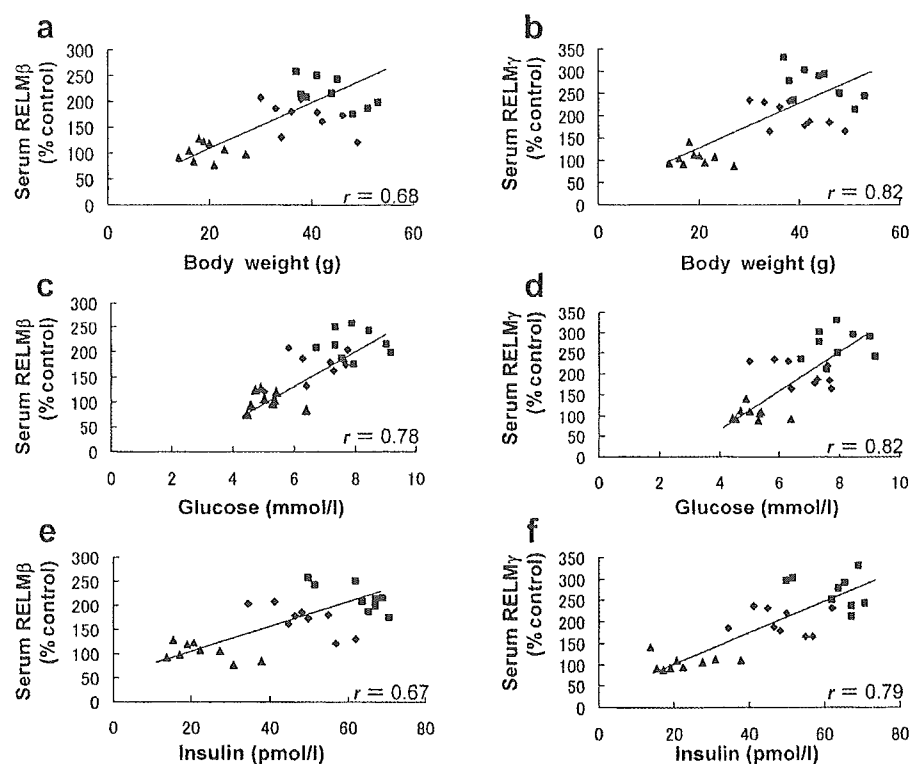 a
Serum RELMβ
(% control)
300
250
200
150
100
50
0
0 20 40 60
r = 0.68
Body weight (g)
b
Serum RELMγ
(% control)
350
300
250
200
150
100
50
0
0 20 40 60
r = 0.82
Body weight (g)
c
Serum RELMβ
(% control)
300
250
200
150
100
50
0
0 2 4 6 8 10
r = 0.78
Glucose (mmol/l)
d
Serum RELMγ
(% control)
350
300
250
200
150
100
50
0
0 2 4 6 8 10
r = 0.82
Glucose (mmol/l)
e
Serum RELMβ
(% control)
300
250
200
150
100
50
0
0 20 40 60 80
r = 0.67
Insulin (pmol/l)
f
Serum RELMγ
(% control)
350
300
250
200
150
100
50
0
0 20 40 60 80
r = 0.79
Insulin (pmol/l)